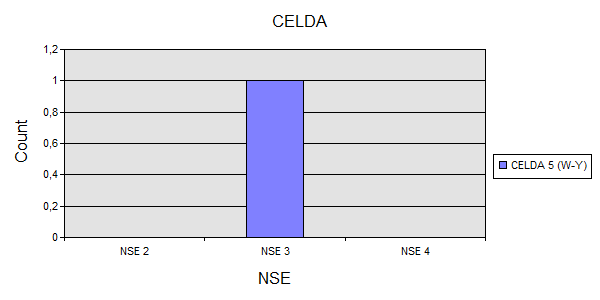 CELDA
1,2
1
0,8
0,6
0,4
0,2
0
Count
NSE 2
NSE 3
NSE 4
NSE
CELDA 5 (W-Y)